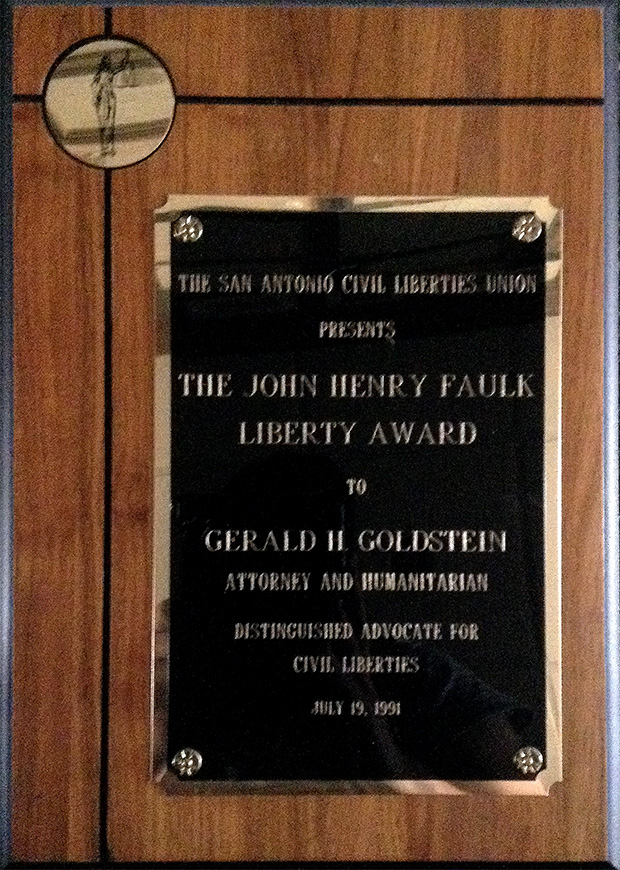 THE SAN ANTONIO CIVIL LIBERTIES UNION
PRESENTS
THE JOHN HENRY FAULK
LIBERTY AWARD
TO
GERALD H. GOLDSTEIN
ATTORNEY AND HUMANITARIAN
DISTINGUISHED ADVOCATE FOR
CIVIL LIBERTIES
JULY 19, 1991